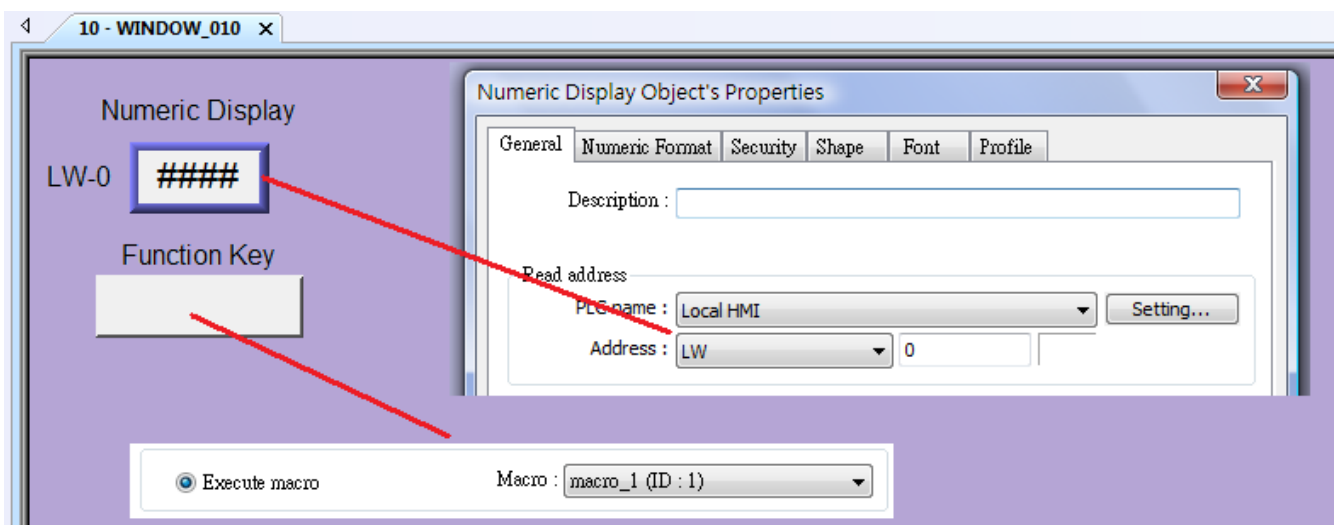 10 - WINDOW_010 X
Numeric Display
LW-0 ####
Function Key
Numeric Display Object's Properties
General Numeric Format Security Shape Font Profile
Description :
Read address
PLC name : Local HMI Setting...
Address : LW 0
Execute macro Macro : macro_1 (ID : 1)